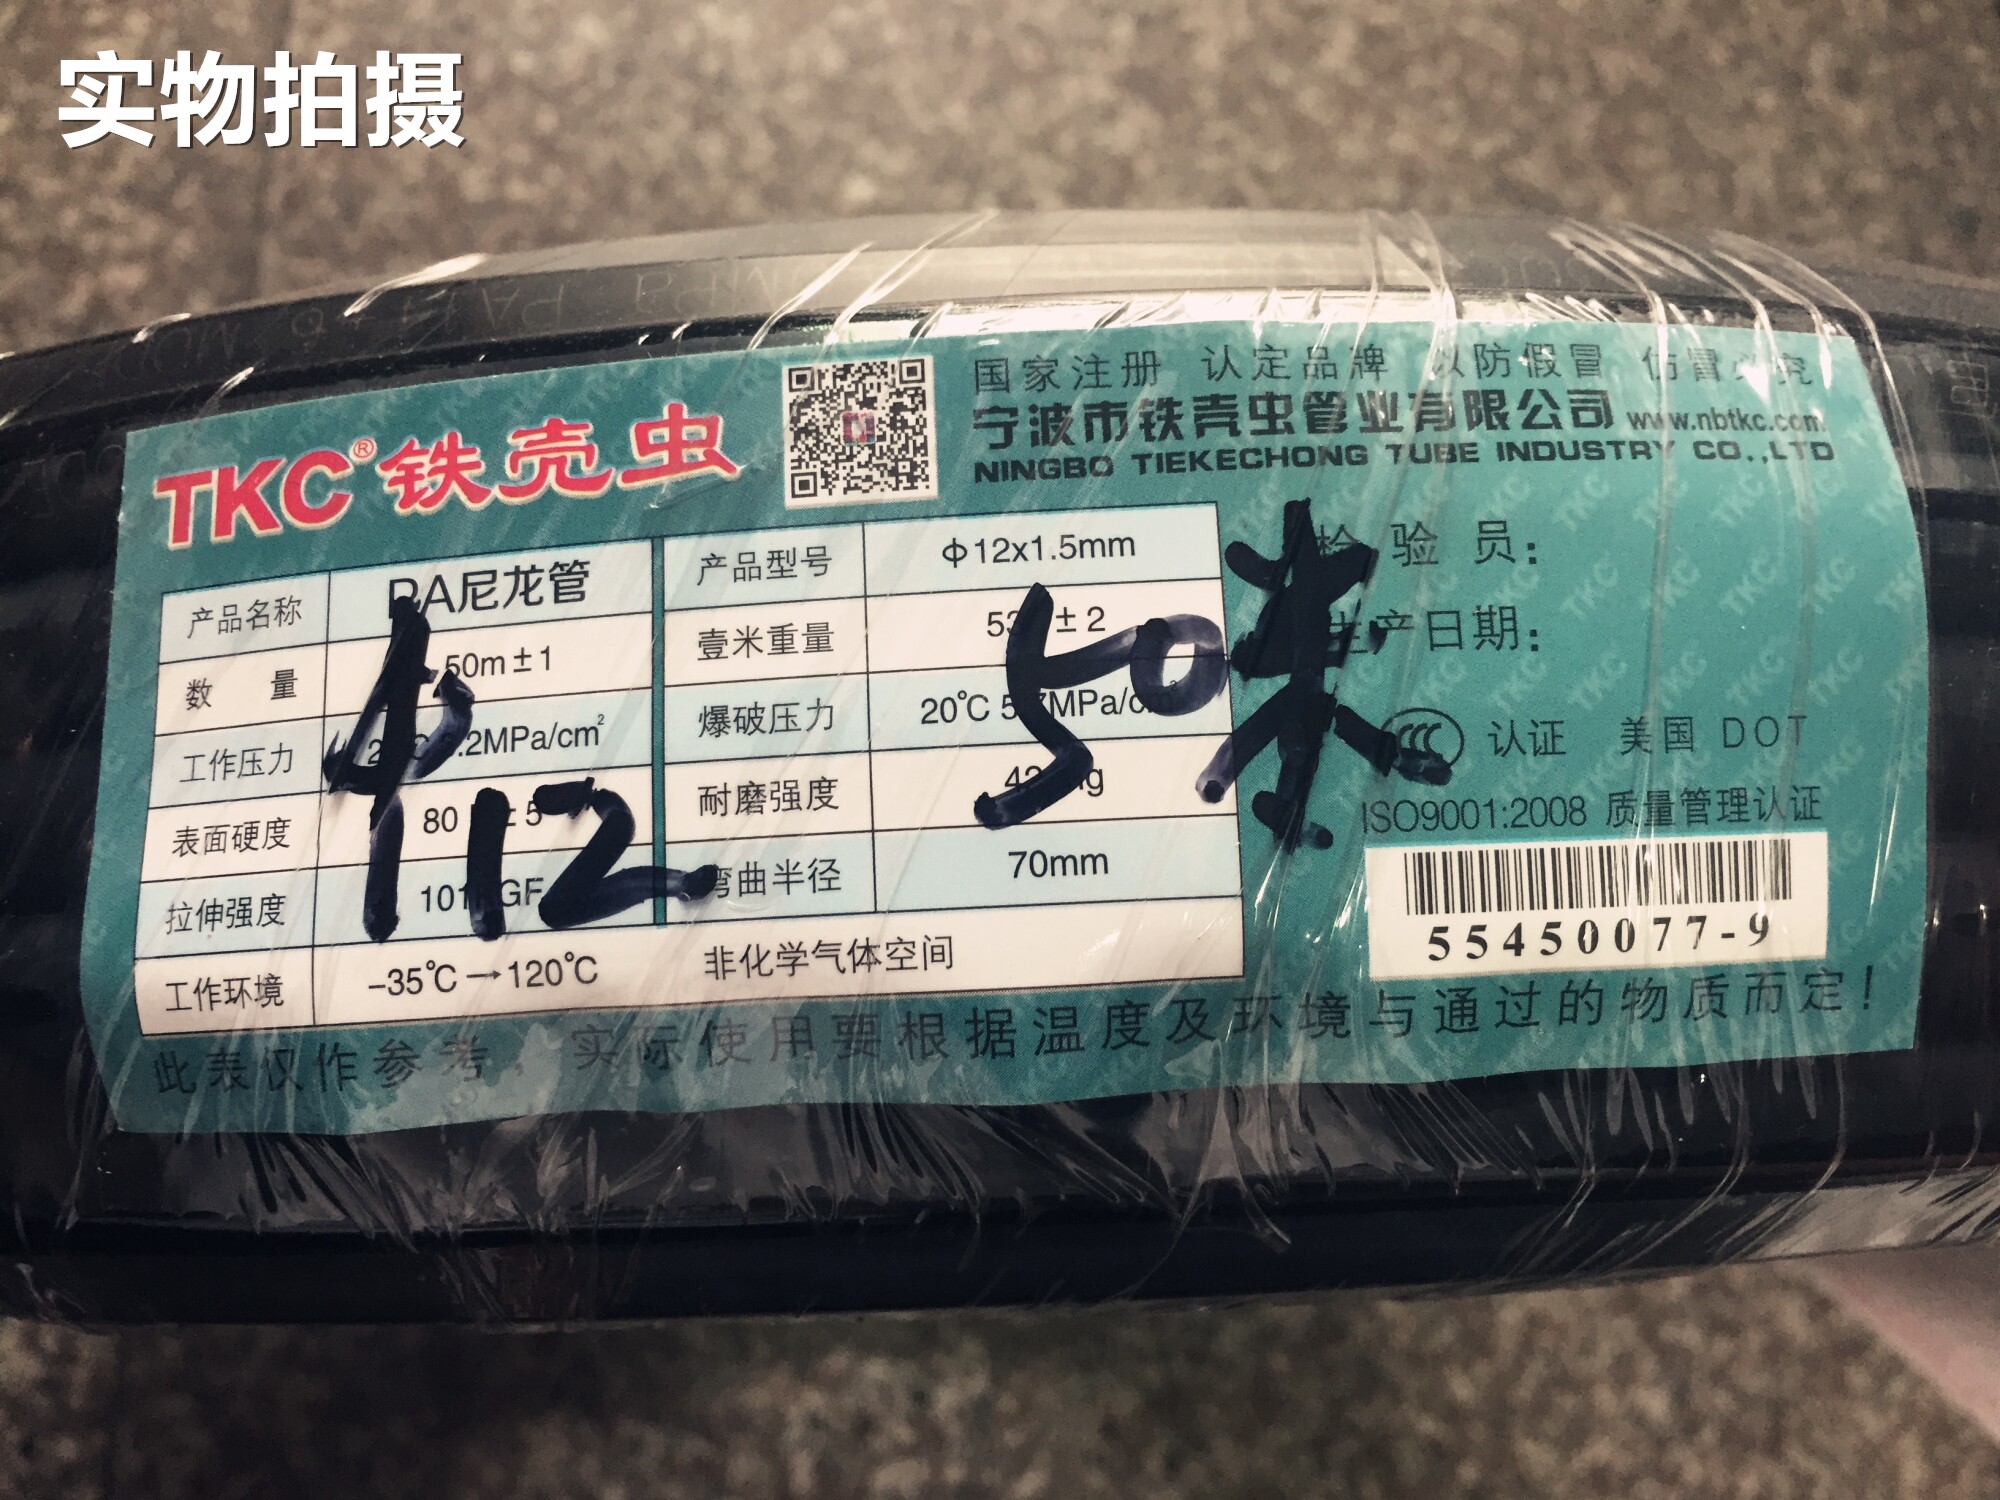 实物拍摄
TKC®铁壳虫
国家注册 认定品牌 以防假冒 仿冒必究
宁波市铁壳虫管业有限公司 www.nbtkc.com
NINGBO TIEKECHONG TUBE INDUSTRY CO.,LTD
产品名称 PA尼龙管 产品型号 Φ12x1.5mm
数 量 50m±1 壹米重量 ±2
工作压力 .2MPa/cm² 爆破压力 20℃ MPa/cm²
表面硬度 80 ±5 耐磨强度
拉伸强度 弯曲半径 70mm
工作环境 -35℃→120℃ 非化学气体空间
此表仅作参考，实际使用要根据温度及环境与通过的物质而定！
检验员：
生产日期：
CCC 认证 美国 DOT
ISO9001:2008 质量管理认证
55450077-9
φ12
50米